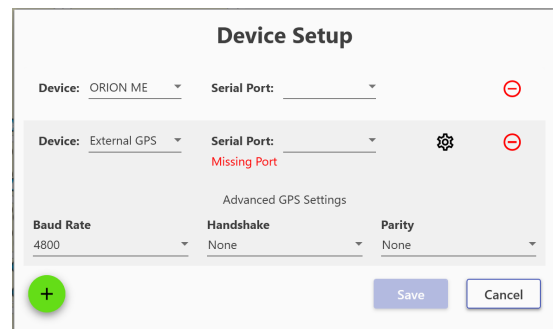 Device Setup
Device: ORION ME Serial Port:
Device: External GPS Serial Port:
Missing Port
Advanced GPS Settings
Baud Rate Handshake Parity
4800 None None
+ Save Cancel